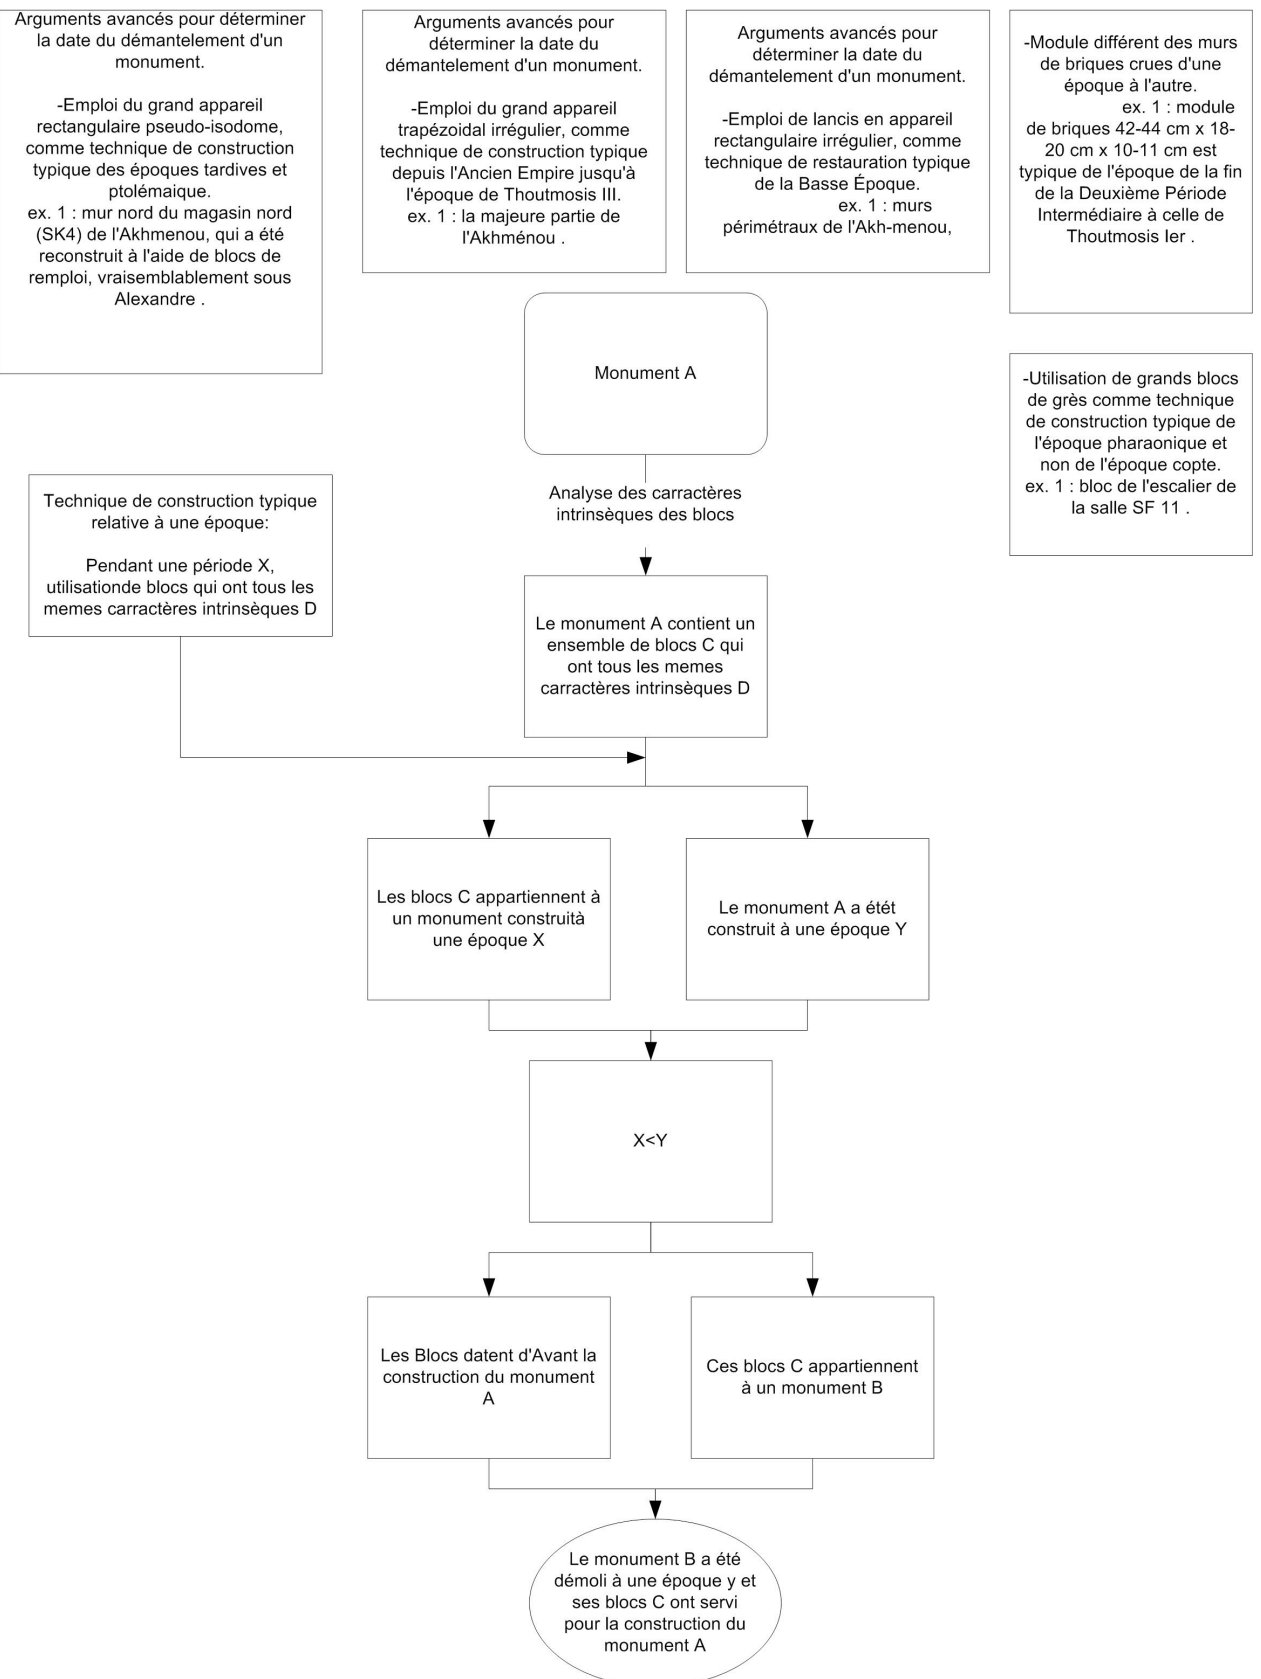 Arguments avancés pour déterminer
la date du démantelement d'un
monument.
-Emploi du grand appareil
rectangulaire pseudo-isodome,
comme technique de construction
typique des époques tardives et
ptolémaique.
ex. 1 : mur nord du magasin nord
(SK4) de l'Akhmenou, qui a été
reconstruit à l'aide de blocs de
remploi, vraisemblablement sous
Alexandre .
Arguments avancés pour
déterminer la date du
démantelement d'un monument.
-Emploi du grand appareil
trapézoidal irrégulier, comme
technique de construction typique
depuis l'Ancien Empire jusqu'à
l'époque de Thoutmosis III.
ex. 1 : la majeure partie de
l'Akhménou .
Arguments avancés pour
déterminer la date du
démantelement d'un monument.
-Emploi de lancis en appareil
rectangulaire irrégulier, comme
technique de restauration typique
de la Basse Époque.
ex. 1 : murs
périmétraux de l'Akh-menou,
-Module différent des murs
de briques crues d'une
époque à l'autre.
ex. 1 : module
de briques 42-44 cm x 18-
20 cm x 10-11 cm est
typique de l'époque de la fin
de la Deuxième Période
Intermédiaire à celle de
Thoutmosis Ier .
-Utilisation de grands blocs
de grès comme technique
de construction typique de
l'époque pharaonique et
non de l'époque copte.
ex. 1 : bloc de l'escalier de
la salle SF 11 .
Monument A
Analyse des carractères
intrinsèques des blocs
Technique de construction typique
relative à une époque:
Pendant une période X,
utilisationde blocs qui ont tous les
memes carractères intrinsèques D
Le monument A contient un
ensemble de blocs C qui
ont tous les memes
carractères intrinsèques D
Les blocs C appartiennent à
un monument construità
une époque X
Le monument A a étét
construit à une époque Y
X<Y
Les Blocs datent d'Avant la
construction du monument
A
Ces blocs C appartiennent
à un monument B
Le monument B a été
démoli à une époque y et
ses blocs C ont servi
pour la construction du
monument A